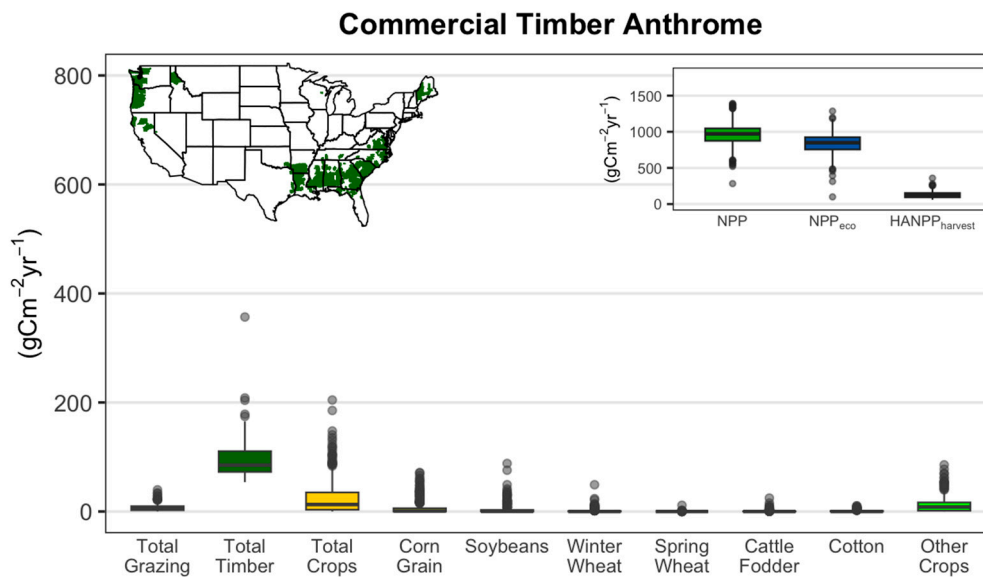 Commercial Timber Anthrome
(gCm⁻²yr⁻¹)
800
600
400
200
0
(gCm⁻²yr⁻¹)
1500
1000
500
0
NPP NPPeco HANPPharvest
Total Grazing
Total Timber
Total Crops
Corn Grain
Soybeans
Winter Wheat
Spring Wheat
Cattle Fodder
Cotton
Other Crops